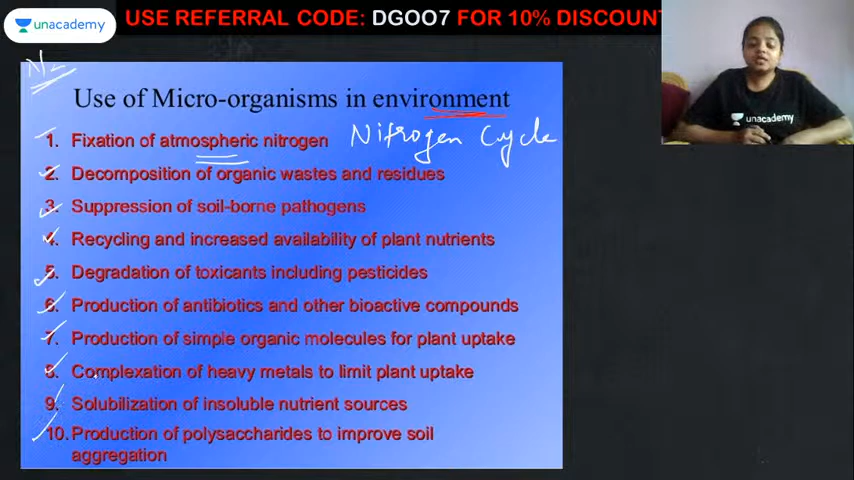 unacademy
USE REFERRAL CODE: DGOO7 FOR 10% DISCOUNT
unacademy
N₂
Use of Micro-organisms in environment
1. Fixation of atmospheric nitrogen
Nitrogen Cycle
2. Decomposition of organic wastes and residues
3. Suppression of soil-borne pathogens
4. Recycling and increased availability of plant nutrients
5. Degradation of toxicants including pesticides
6. Production of antibiotics and other bioactive compounds
7. Production of simple organic molecules for plant uptake
8. Complexation of heavy metals to limit plant uptake
9. Solubilization of insoluble nutrient sources
10. Production of polysaccharides to improve soil
aggregation